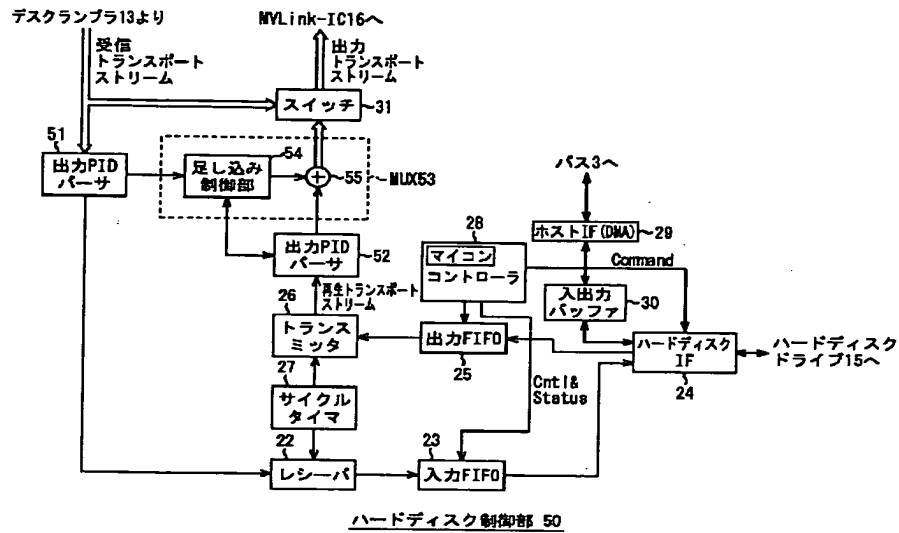 デスクランブラ13より
MVLink-IC16へ
受信
トランスポート
ストリーム
出力
トランスポート
ストリーム
スイッチ
31
51
出力PID
パーサ
54
足し込み
制御部
55
MUX53
バス3へ
28
マイコン
コントローラ
ホストIF(DMA)
29
Command
出力PID
パーサ
52
再生トランスポート
ストリーム
26
トランス
ミッタ
入出力
バッファ
30
出力FIFO
25
ハードディスク
IF
24
ハードディスク
ドライブ15へ
27
サイクル
タイマ
Cntl&
Status
22
レシーバ
23
入力FIFO
ハードディスク制御部 50